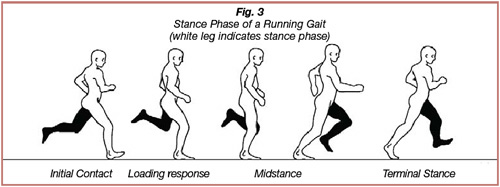 Fig. 3
Stance Phase of a Running Gait
(white leg indicates stance phase)
Initial Contact
Loading response
Midstance
Terminal Stance